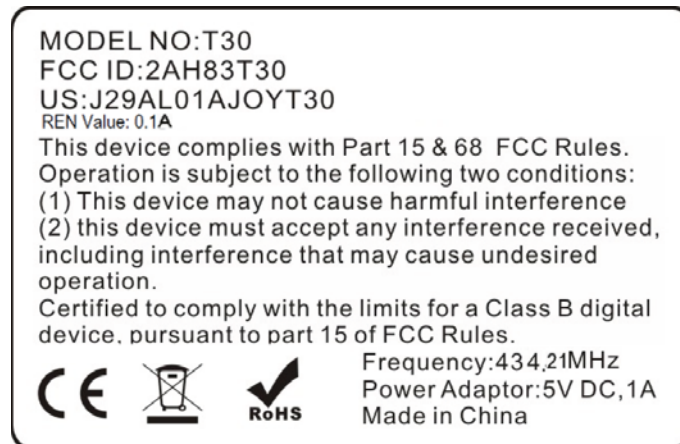 MODEL NO:T30
FCC ID:2AH83T30
US:J29AL01AJOYT30
REN Value: 0.1A
This device complies with Part 15 & 68 FCC Rules.
Operation is subject to the following two conditions:
(1) This device may not cause harmful interference
(2) this device must accept any interference received,
including interference that may cause undesired
operation.
Certified to comply with the limits for a Class B digital
device, pursuant to part 15 of FCC Rules.
CE
RoHS
Frequency:434,21MHz
Power Adaptor:5V DC,1A
Made in China